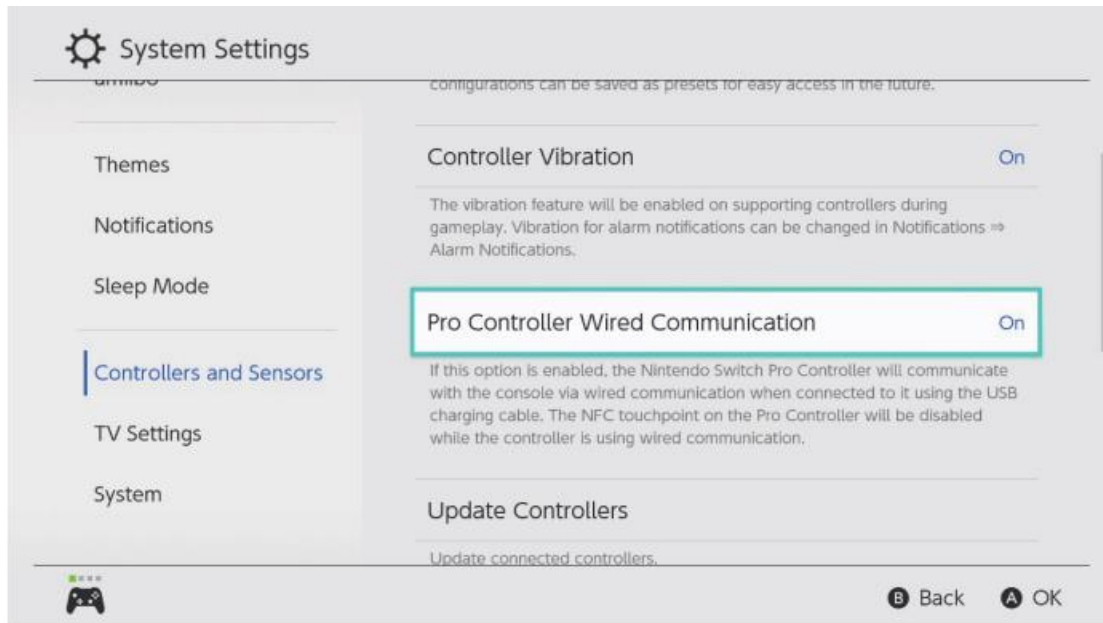 System Settings
amiibo
configurations can be saved as presets for easy access in the future.
Themes
Notifications
Sleep Mode
Controllers and Sensors
TV Settings
System
Controller Vibration On
The vibration feature will be enabled on supporting controllers during
gameplay. Vibration for alarm notifications can be changed in Notifications ⇒
Alarm Notifications.
Pro Controller Wired Communication On
If this option is enabled, the Nintendo Switch Pro Controller will communicate
with the console via wired communication when connected to it using the USB
charging cable. The NFC touchpoint on the Pro Controller will be disabled
while the controller is using wired communication.
Update Controllers
Update connected controllers.
B Back A OK